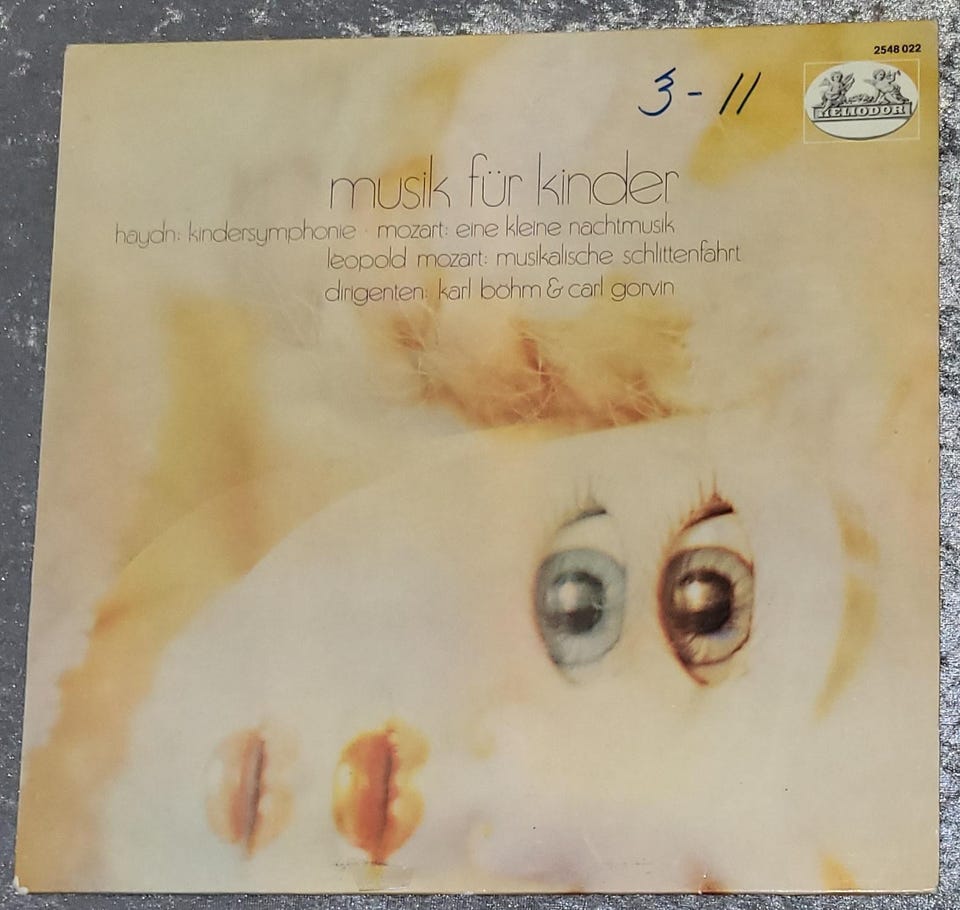 2548 022
3 - 11
HELIODOR
musik für kinder
haydn: kindersymphonie · mozart: eine kleine nachtmusik
leopold mozart: musikalische schlittenfahrt
dirigenten: karl böhm & carl gorvin